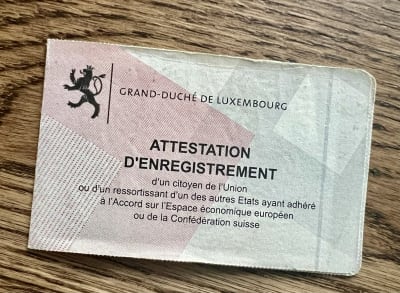 GRAND-DUCHÉ DE LUXEMBOURG
ATTESTATION
D'ENREGISTREMENT
d'un citoyen de l'Union
ou d'un ressortissant d'un des autres Etats ayant adhéré
à l'Accord sur l'Espace économique européen
ou de la Confédération suisse